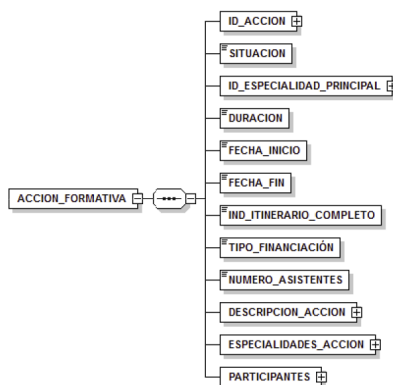 ID_ACCION
SITUACION
ID_ESPECIALIDAD_PRINCIPAL
DURACION
FECHA_INICIO
FECHA_FIN
ACCION_FORMATIVA
IND_ITINERARIO_COMPLETO
TIPO_FINANCIACIÓN
NUMERO_ASISTENTES
DESCRIPCION_ACCION
ESPECIALIDADES_ACCION
PARTICIPANTES